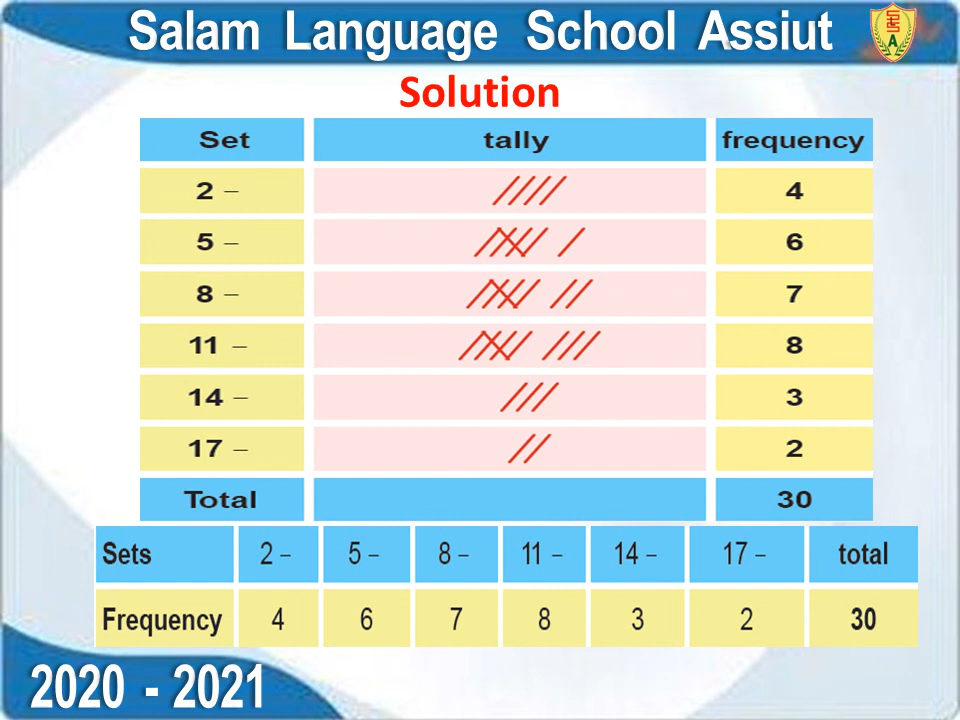 Salam Language School Assiut
Solution
Set tally frequency
2 – //// 4
5 – 6
8 – 7
11 – 8
14 – /// 3
17 – // 2
Total 30
Sets 2 – 5 – 8 – 11 – 14 – 17 – total
Frequency 4 6 7 8 3 2 30
2020 - 2021